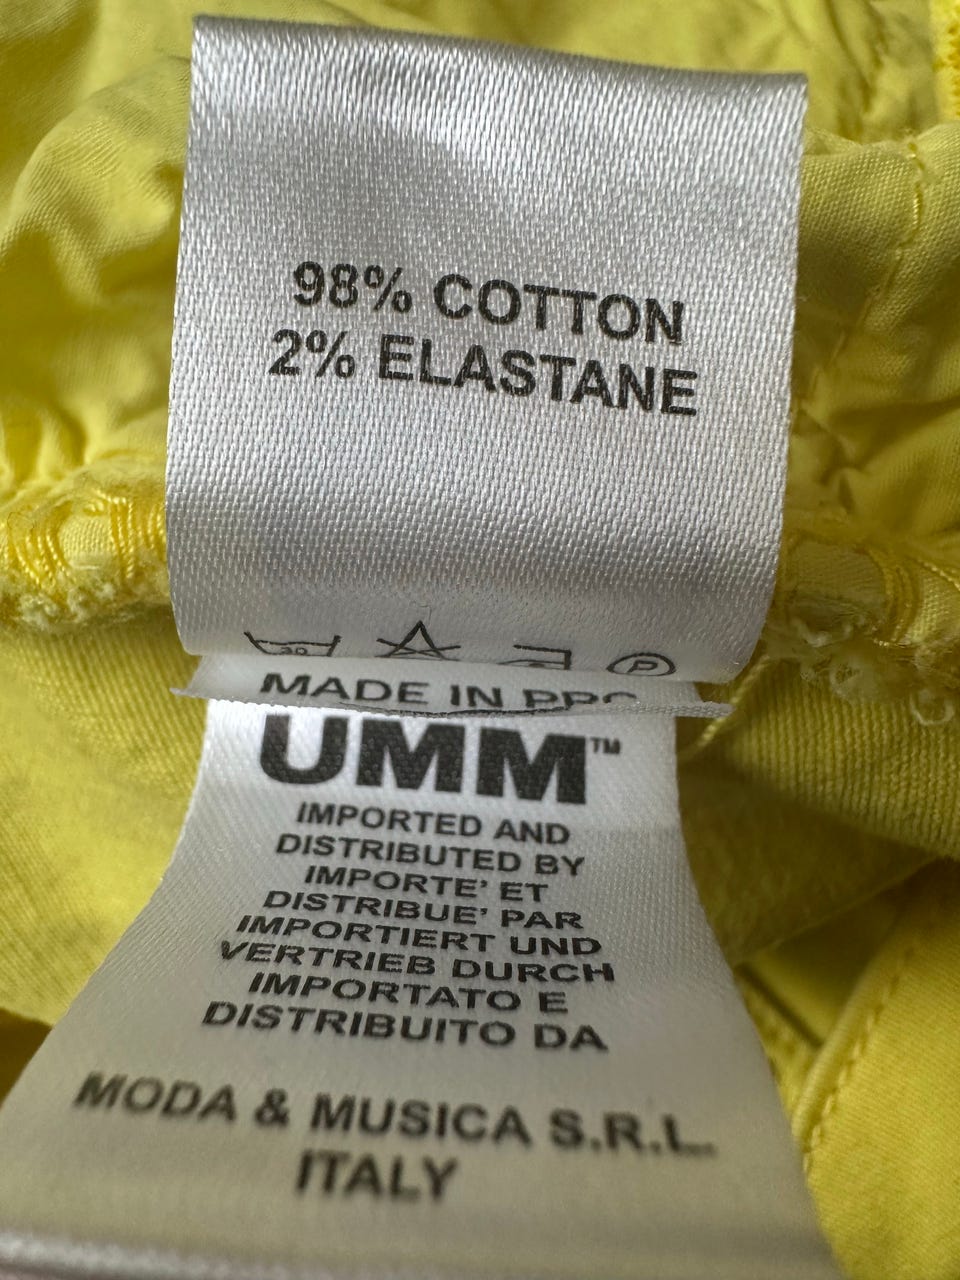 98% COTTON
2% ELASTANE
30
P
MADE IN PRC
UMM™
IMPORTED AND
DISTRIBUTED BY
IMPORTE' ET
DISTRIBUE' PAR
IMPORTIERT UND
VERTRIEB DURCH
IMPORTATO E
DISTRIBUITO DA
MODA & MUSICA S.R.L.
ITALY